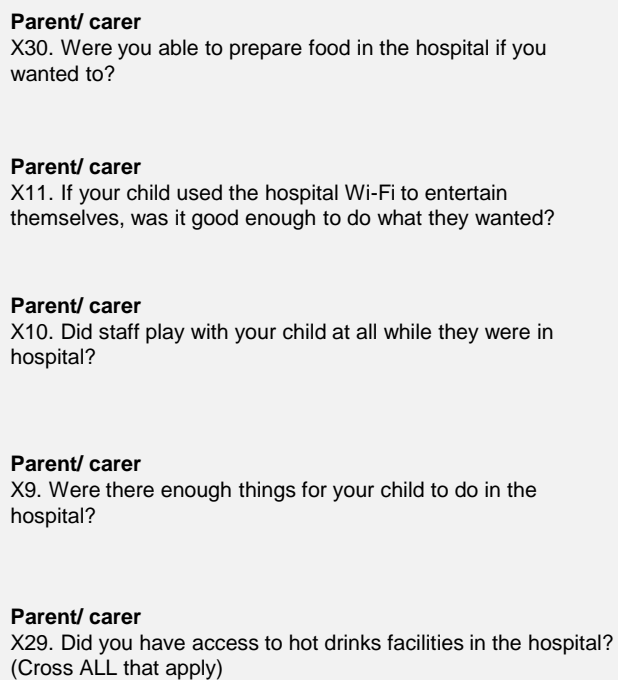 Parent/ carer
X30. Were you able to prepare food in the hospital if you
wanted to?
Parent/ carer
X11. If your child used the hospital Wi-Fi to entertain
themselves, was it good enough to do what they wanted?
Parent/ carer
X10. Did staff play with your child at all while they were in
hospital?
Parent/ carer
X9. Were there enough things for your child to do in the
hospital?
Parent/ carer
X29. Did you have access to hot drinks facilities in the hospital?
(Cross ALL that apply)